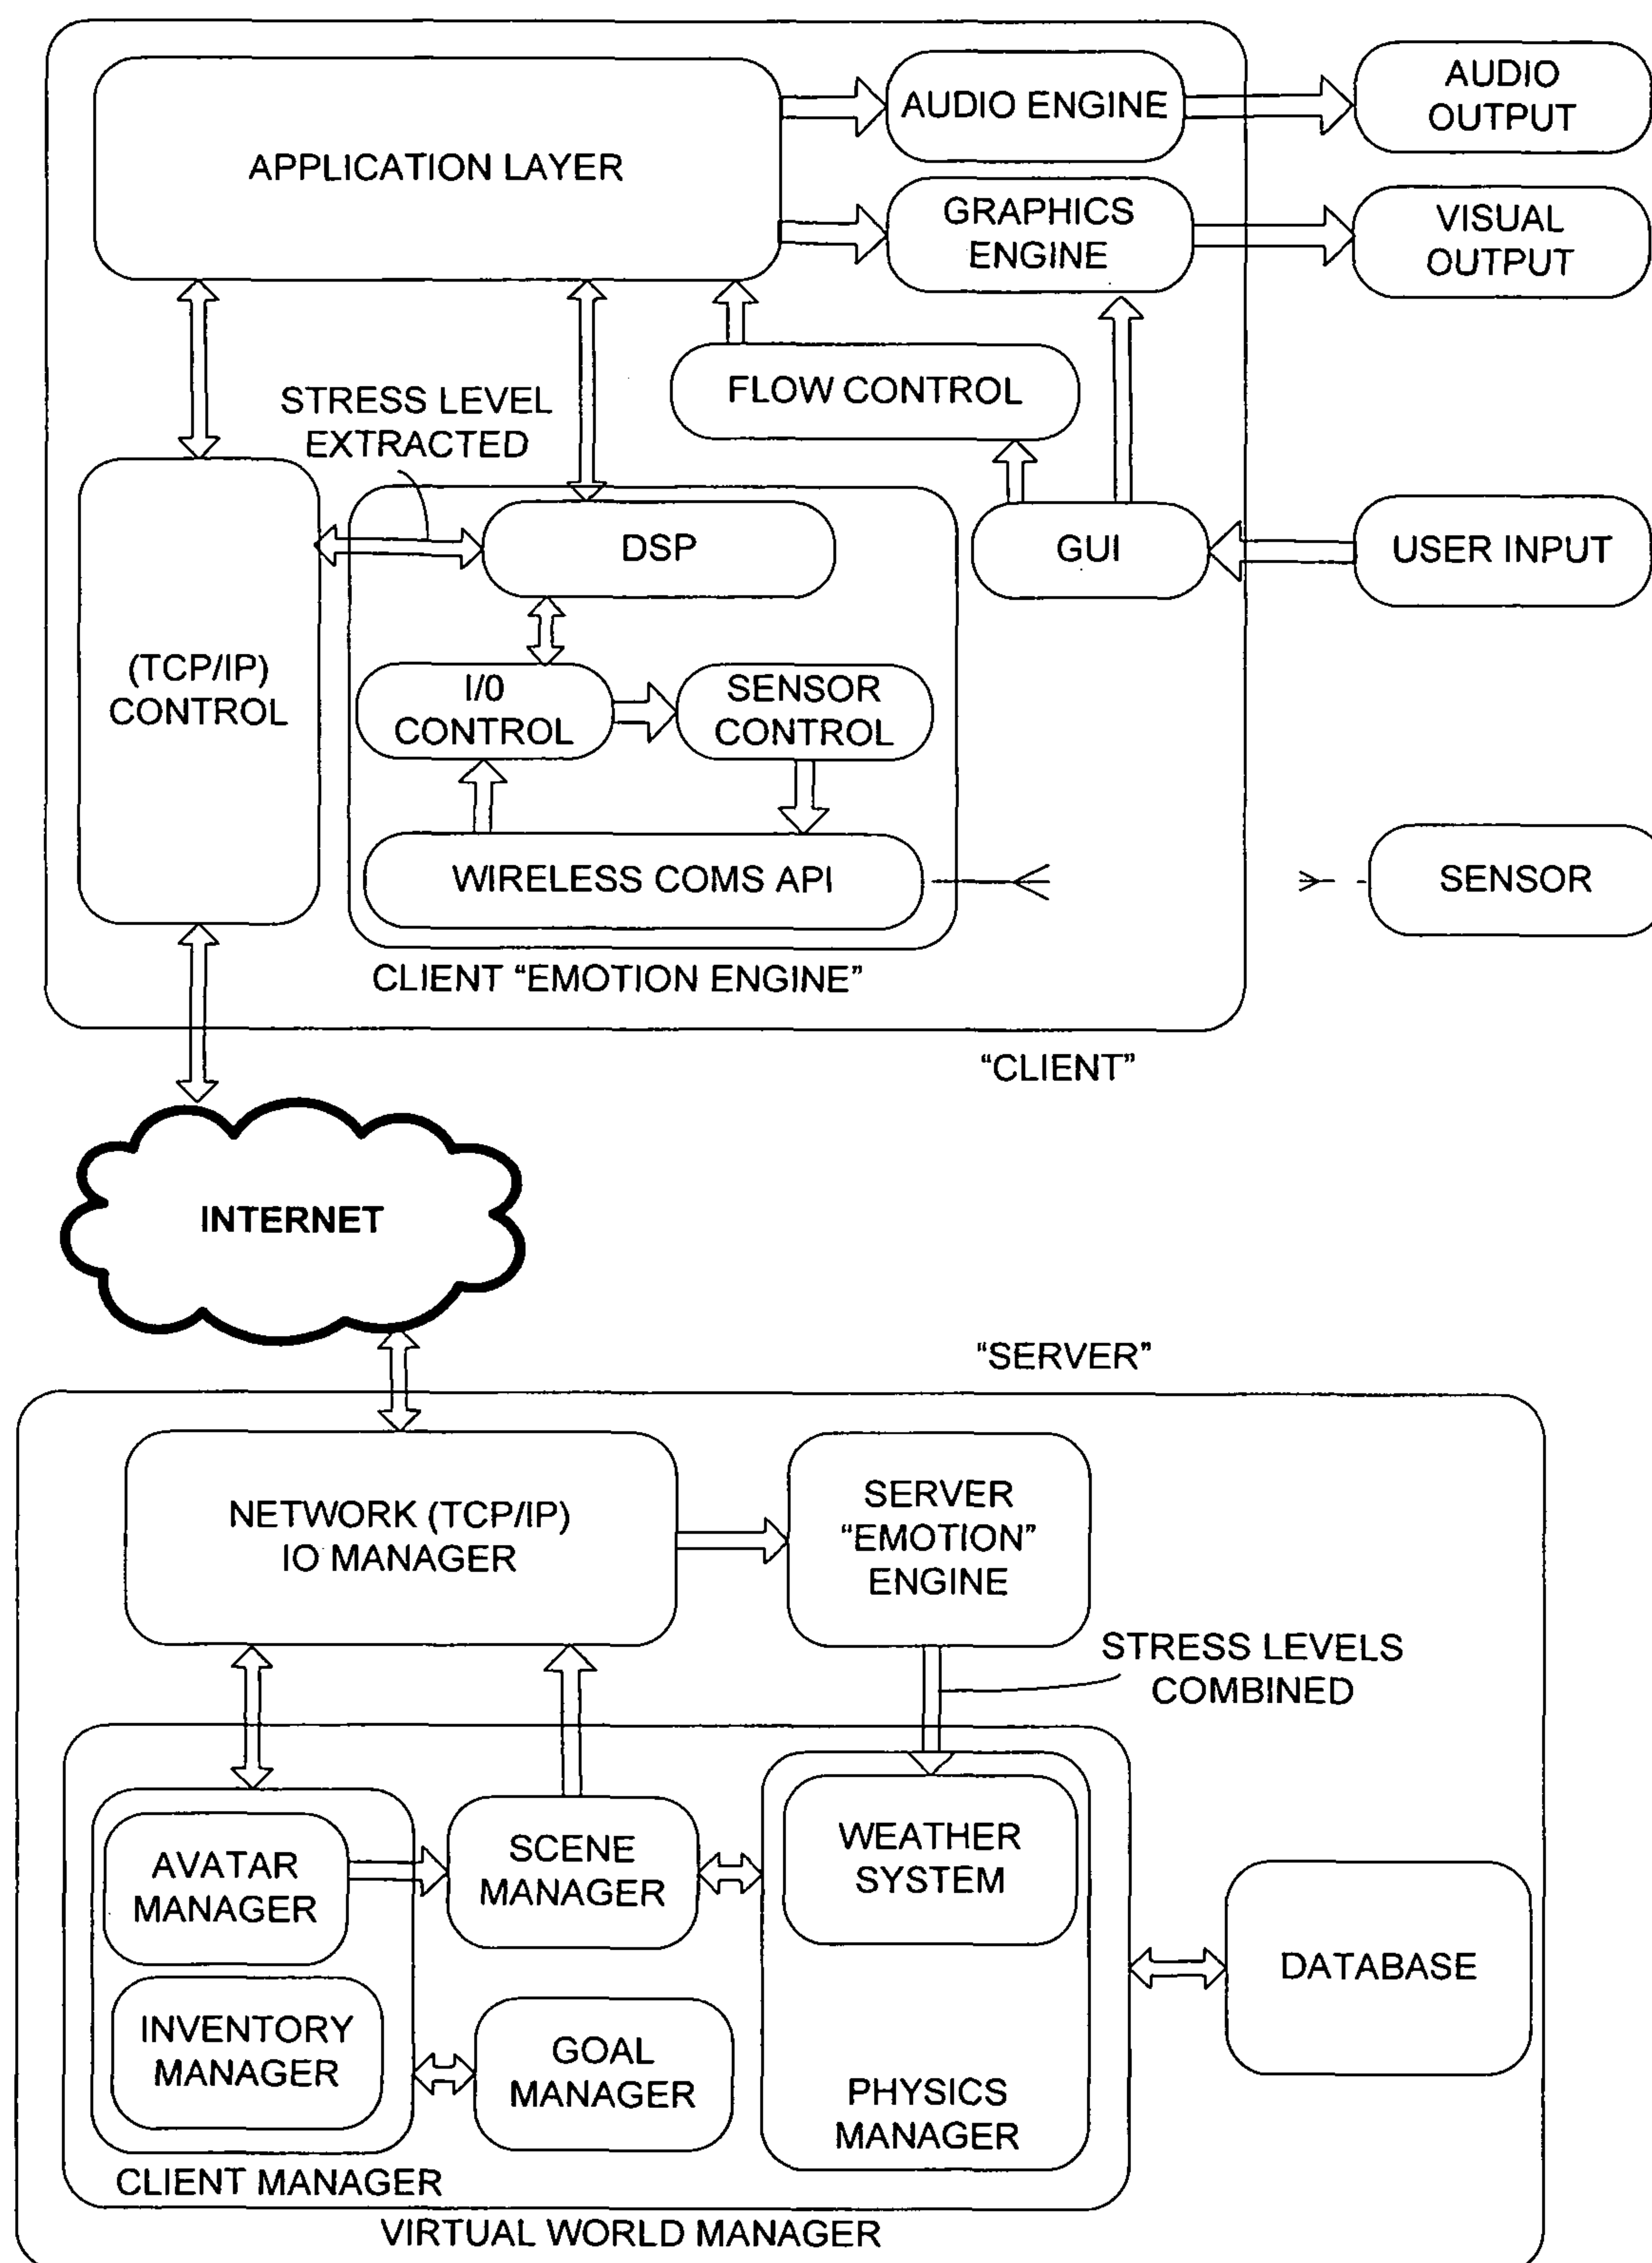 APPLICATION LAYER
AUDIO ENGINE
AUDIO
OUTPUT
GRAPHICS
ENGINE
VISUAL
OUTPUT
FLOW CONTROL
STRESS LEVEL
EXTRACTED
DSP
GUI
USER INPUT
(TCP/IP)
CONTROL
I/0
CONTROL
SENSOR
CONTROL
WIRELESS COMS API
SENSOR
CLIENT “EMOTION ENGINE”
“CLIENT”
INTERNET
“SERVER”
NETWORK (TCP/IP)
IO MANAGER
SERVER
“EMOTION”
ENGINE
STRESS LEVELS
COMBINED
AVATAR
MANAGER
SCENE
MANAGER
WEATHER
SYSTEM
DATABASE
INVENTORY
MANAGER
GOAL
MANAGER
PHYSICS
MANAGER
CLIENT MANAGER
VIRTUAL WORLD MANAGER